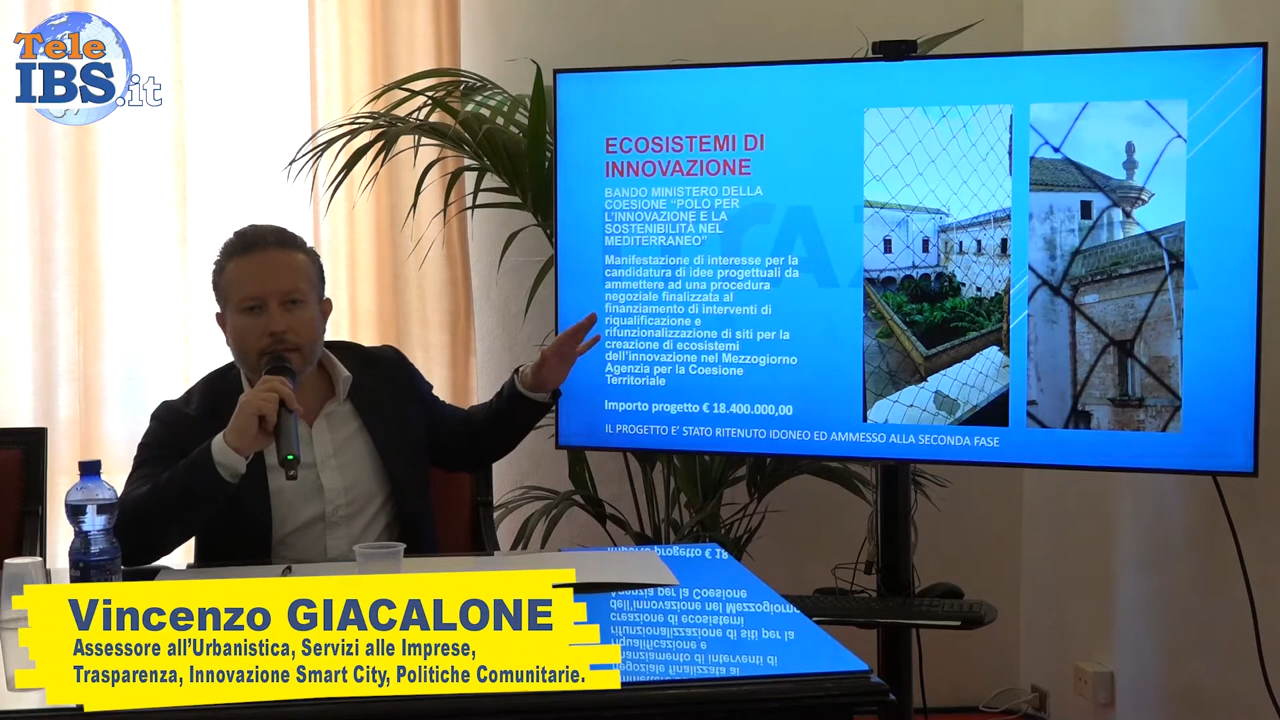 Tele
IBS.it
ECOSISTEMI DI
INNOVAZIONE
BANDO MINISTERO DELLA
COESIONE “POLO PER
L’INNOVAZIONE E LA
SOSTENIBILITÀ NEL
MEDITERRANEO”
Manifestazione di interesse per la
candidatura di idee progettuali da
ammettere ad una procedura
negoziale finalizzata al
finanziamento di interventi di
riqualificazione e
rifunzionalizzazione di siti per la
creazione di ecosistemi
dell’innovazione nel Mezzogiorno
Agenzia per la Coesione
Territoriale
Importo progetto € 18.400.000,00
IL PROGETTO E’ STATO RITENUTO IDONEO ED AMMESSO ALLA SECONDA FASE
Vincenzo GIACALONE
Assessore all’Urbanistica, Servizi alle Imprese,
Trasparenza, Innovazione Smart City, Politiche Comunitarie.